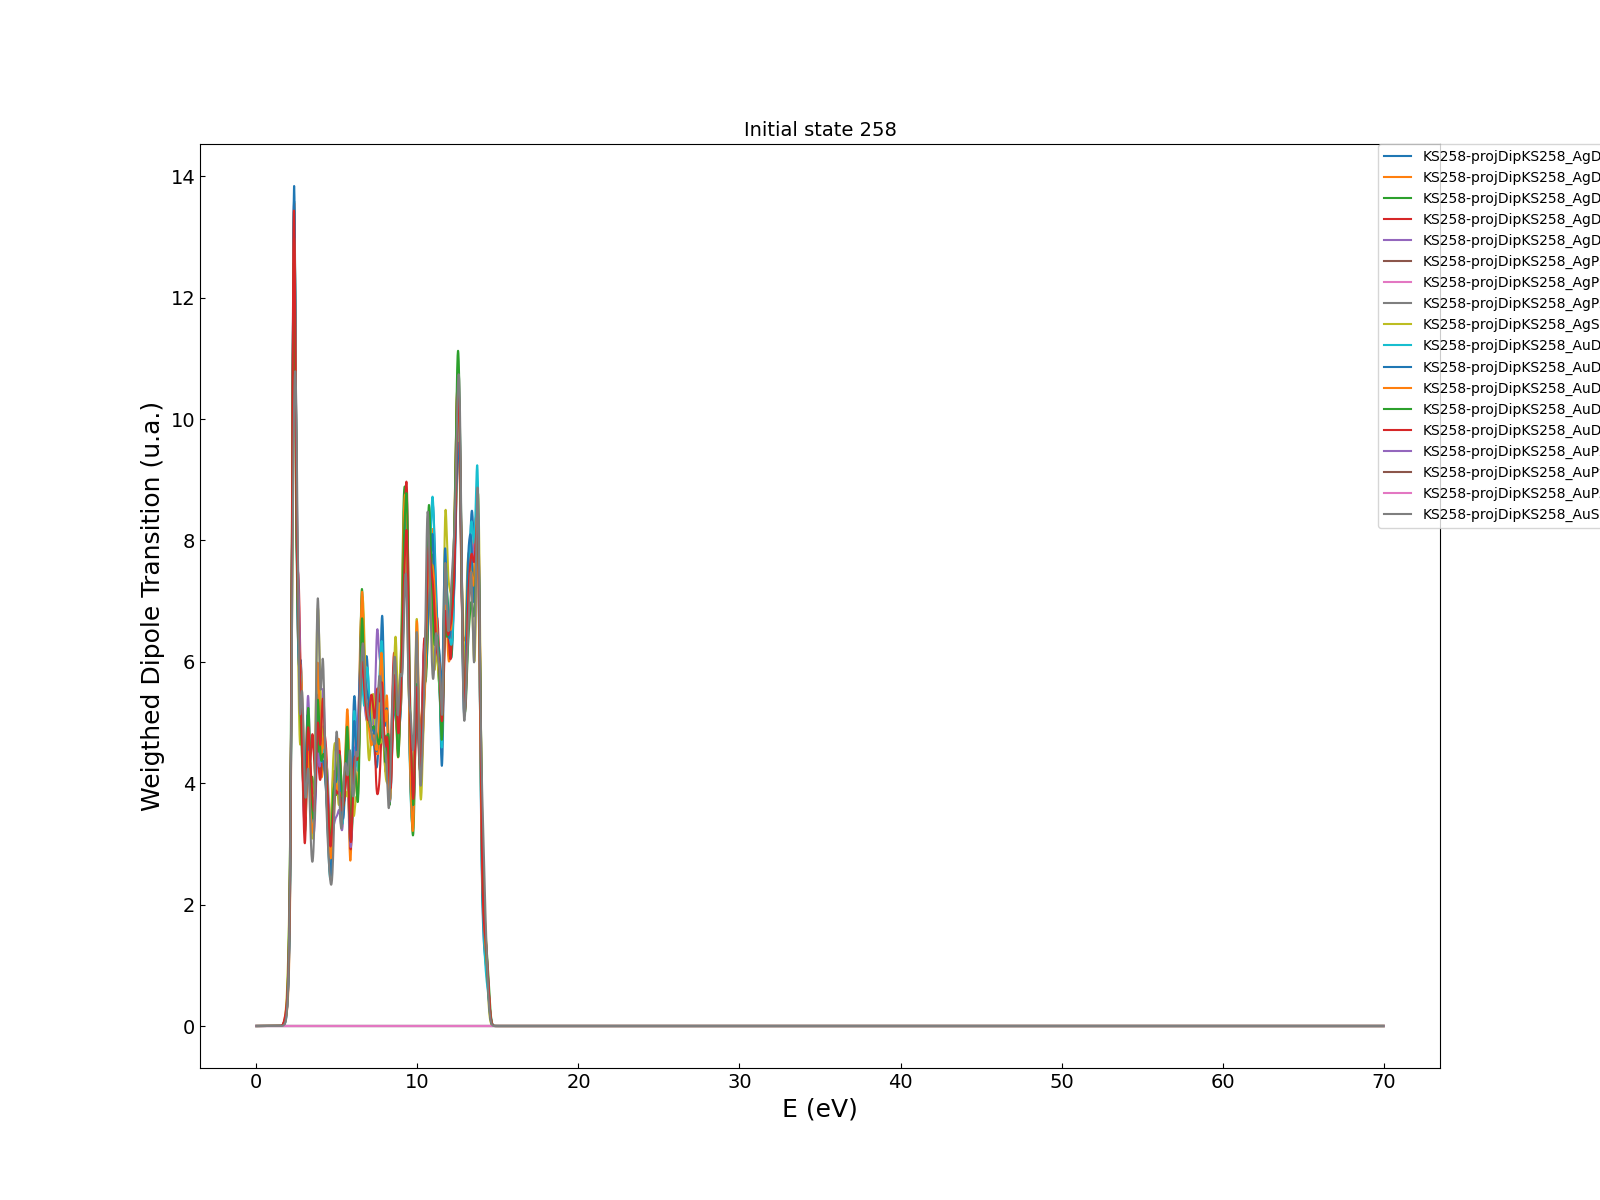 Initial state 258
14
12
10
8
6
4
2
0
Weigthed Dipole Transition (u.a.)
0 10 20 30 40 50 60 70
E (eV)
KS258-projDipKS258_AgD
KS258-projDipKS258_AgD
KS258-projDipKS258_AgD
KS258-projDipKS258_AgD
KS258-projDipKS258_AgD
KS258-projDipKS258_AgP
KS258-projDipKS258_AgP
KS258-projDipKS258_AgP
KS258-projDipKS258_AgS
KS258-projDipKS258_AuD
KS258-projDipKS258_AuD
KS258-projDipKS258_AuD
KS258-projDipKS258_AuD
KS258-projDipKS258_AuD
KS258-projDipKS258_AuP
KS258-projDipKS258_AuP
KS258-projDipKS258_AuP
KS258-projDipKS258_AuS